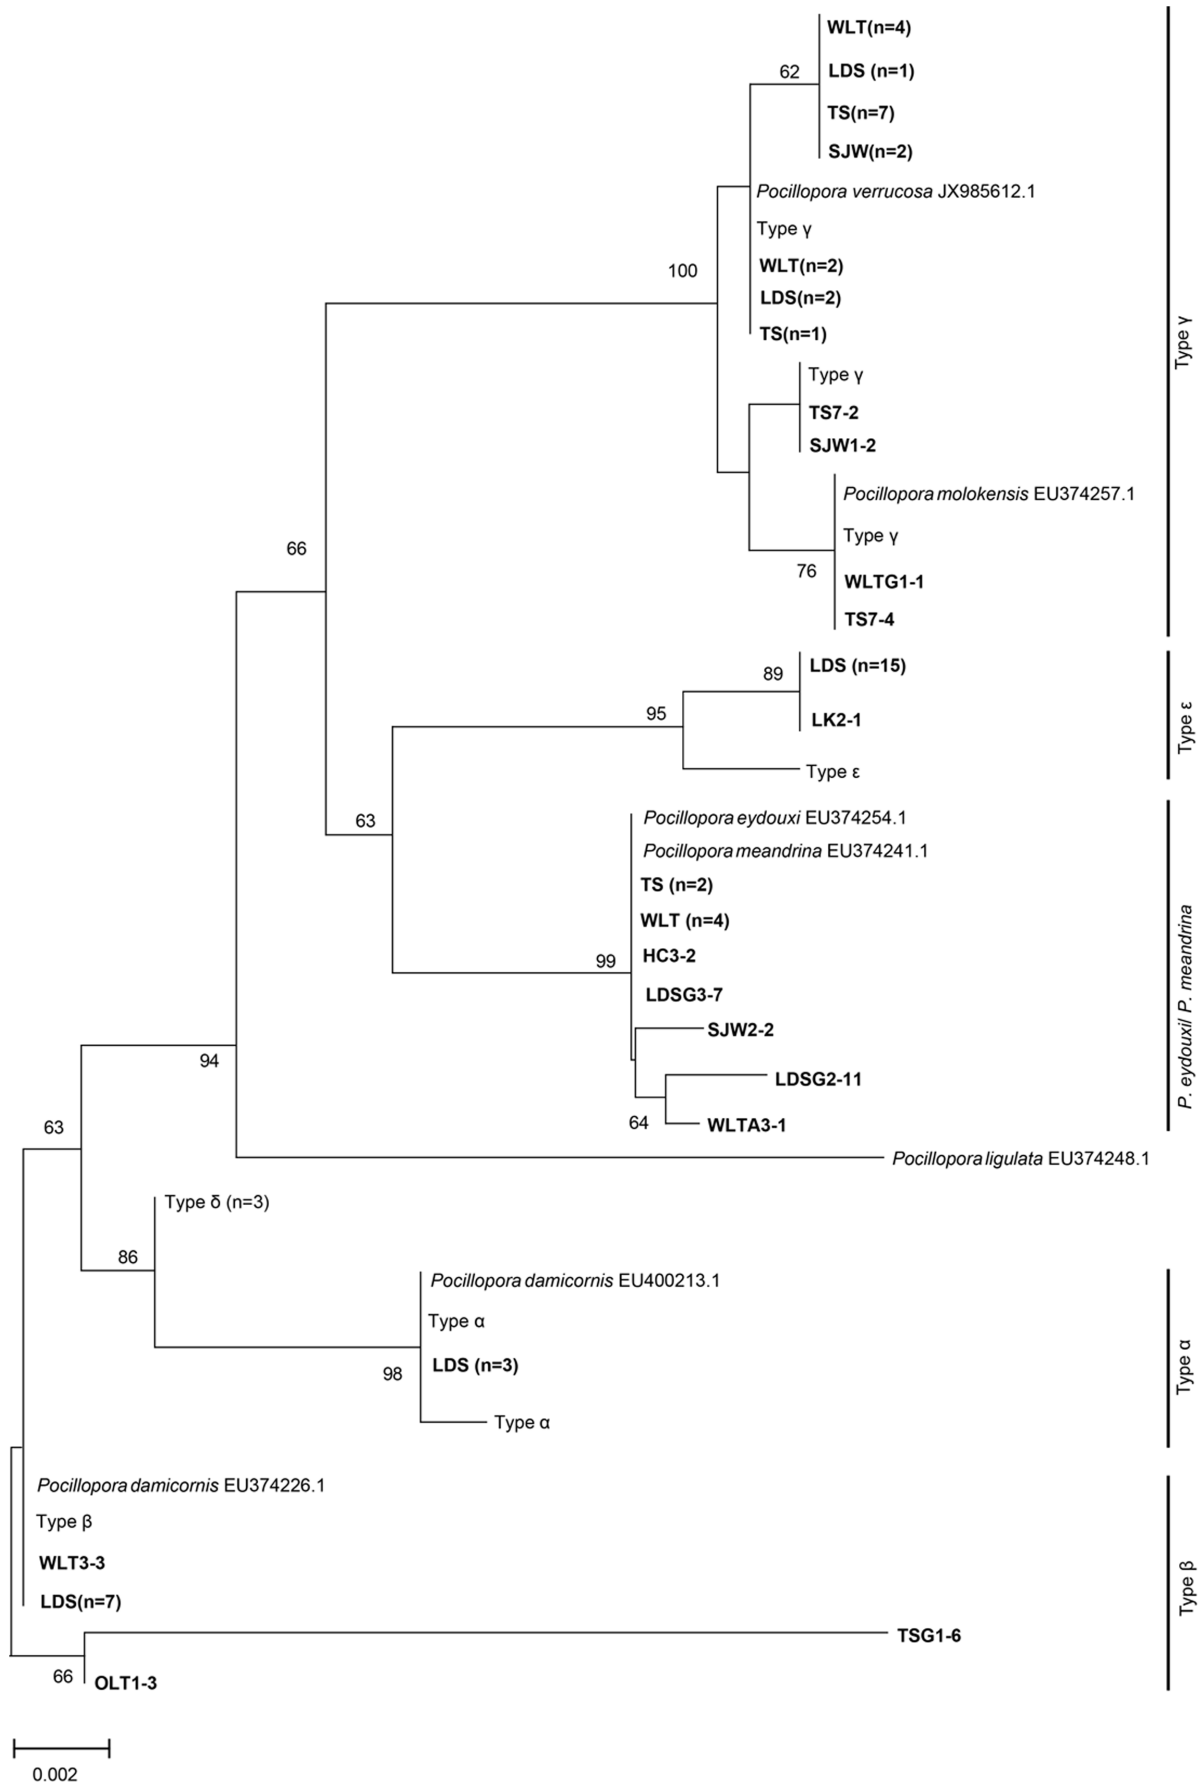 WLT(n=4)
62
LDS (n=1)
TS(n=7)
SJW(n=2)
Pocillopora verrucosa JX985612.1
Type γ
WLT(n=2)
100
LDS(n=2)
TS(n=1)
Type γ
Type γ
TS7-2
SJW1-2
Pocillopora molokensis EU374257.1
Type γ
66
76
WLTG1-1
TS7-4
LDS (n=15)
89
95
LK2-1
Type ε
Type ε
Pocillopora eydouxi EU374254.1
63
Pocillopora meandrina EU374241.1
TS (n=2)
WLT (n=4)
HC3-2
99
LDSG3-7
P. eydouxil P. meandrina
SJW2-2
94
LDSG2-11
64
WLTA3-1
63
Pocillopora ligulata EU374248.1
Type δ (n=3)
86
Pocillopora damicornis EU400213.1
Type α
LDS (n=3)
98
Type α
Type α
Pocillopora damicornis EU374226.1
Type β
WLT3-3
LDS(n=7)
Type β
TSG1-6
66
OLT1-3
0.002